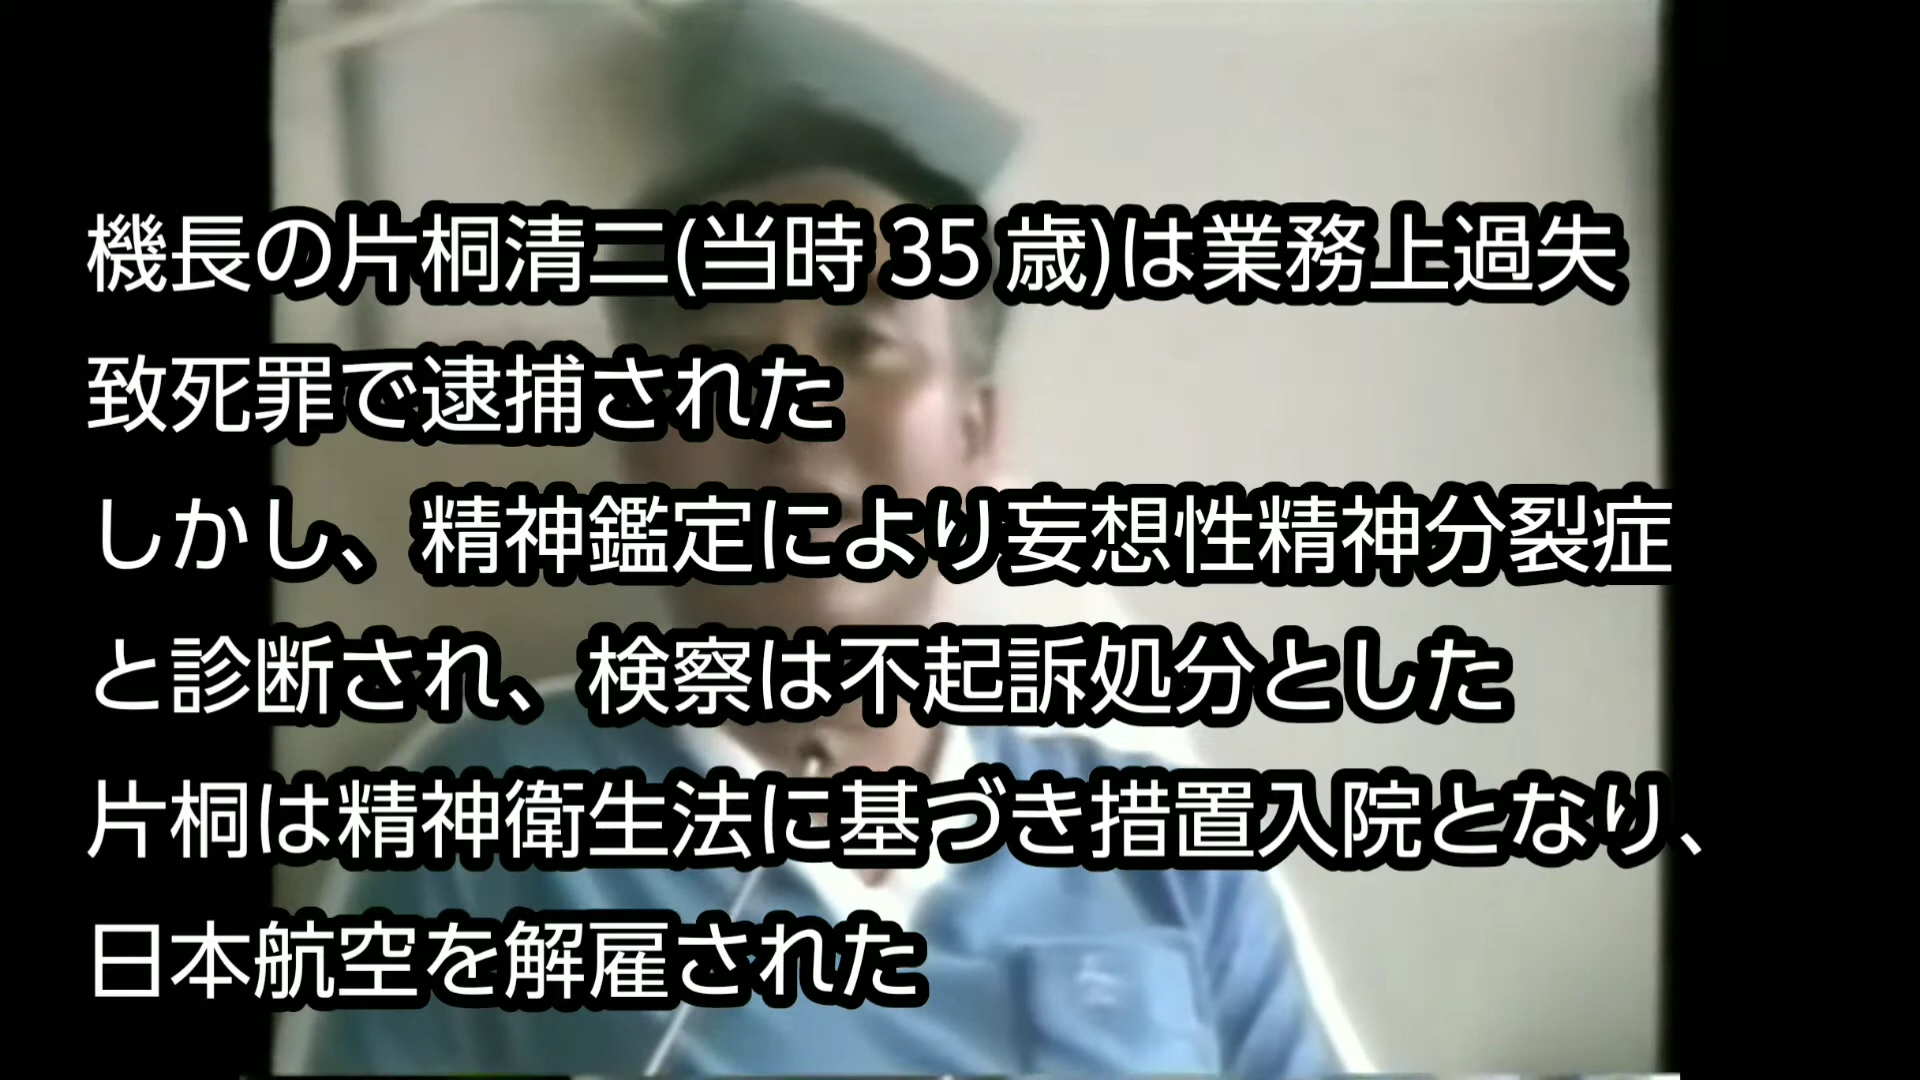 機長の片桐清二(当時 35 歳)は業務上過失
致死罪で逮捕された
しかし、精神鑑定により妄想性精神分裂症
と診断され、検察は不起訴処分とした
片桐は精神衛生法に基づき措置入院となり、
日本航空を解雇された